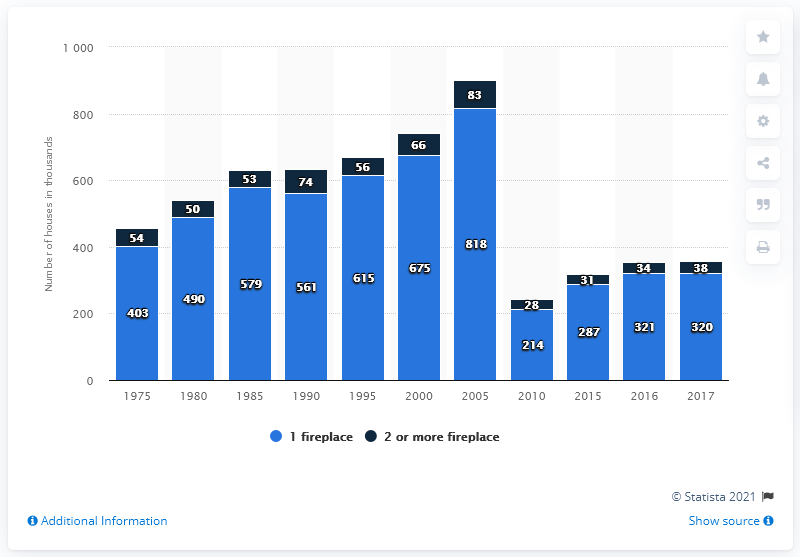 1 000
800
600
400
200
0
Number of houses in thousands
54 50 53 74 56 66 83 28 31 34 38
403 490 579 561 615 675 818 214 287 321 320
1975 1980 1985 1990 1995 2000 2005 2010 2015 2016 2017
1 fireplace 2 or more fireplace
© Statista 2021
Additional Information Show source